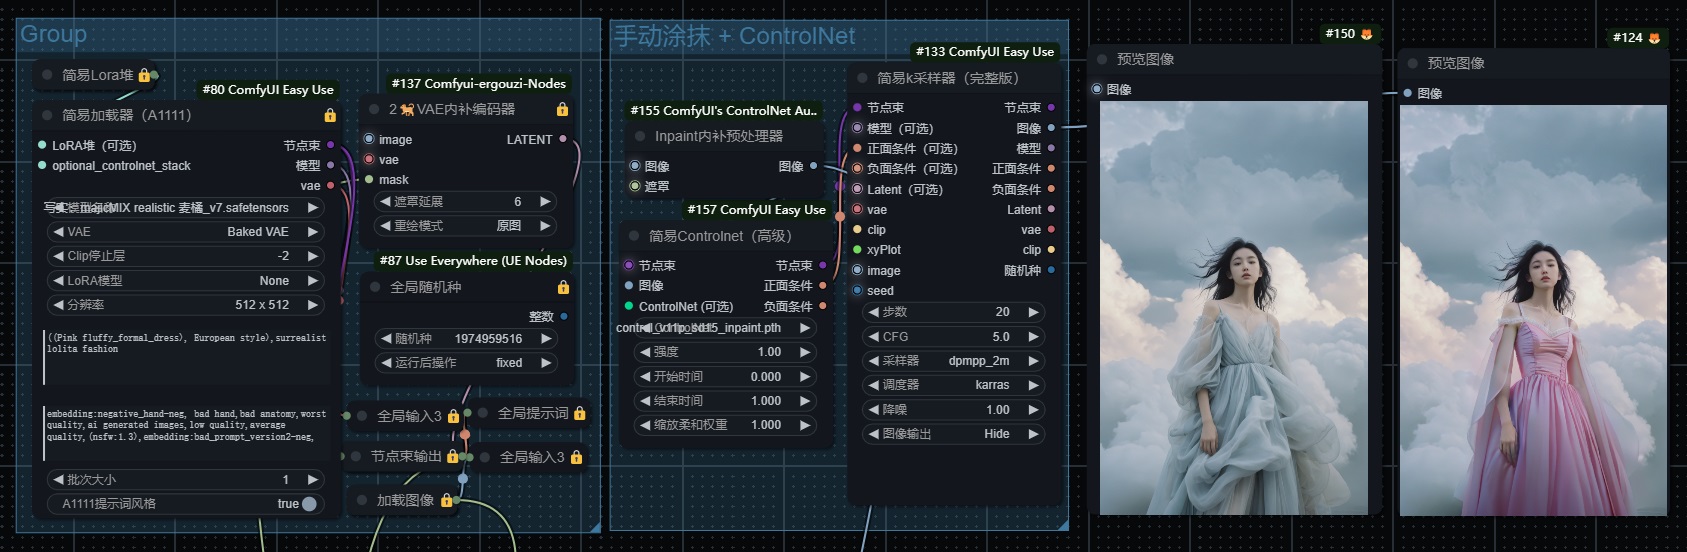 Group
简易Lora堆
#80 ComfyUI Easy Use
简易加载器（A1111）
LoRA堆（可选）
节点束
optional_controlnet_stack
模型
vae
MIX realistic 麦橘_v7.safetensors
VAE
Baked VAE
Clip停止层
-2
LoRA模型
None
分辨率
512 x 512
((Pink fluffy_formal_dress), European style),surrealist
lolita fashion
embedding:negative_hand-neg, bad hand,bad anatomy,worst
quality,ai generated images,low quality,average
quality,(nsfw:1.3),embedding:bad_prompt_version2-neg,
批次大小
1
A1111提示词风格
true
#137 Comfyui-ergouzi-Nodes
2🐕VAE内补编码器
image
LATENT
vae
mask
遮罩延展
6
重绘模式
原图
#87 Use Everywhere (UE Nodes)
全局随机种
整数
随机种
1974959516
运行后操作
fixed
全局输入3
全局提示词
节点束输出
全局输入3
加载图像
手动涂抹 + ControlNet
#155 ComfyUI's ControlNet Au..
Inpaint内补预处理器
图像
图像
遮罩
#157 ComfyUI Easy Use
简易Controlnet（高级）
节点束
节点束
图像
正面条件
ControlNet (可选)
负面条件
control_v11p_sd15_inpaint.pth
强度
1.00
开始时间
0.000
结束时间
1.000
缩放柔和权重
1.000
#133 ComfyUI Easy Use
简易k采样器（完整版）
节点束
节点束
模型（可选）
图像
正面条件（可选）
模型
负面条件（可选）
正面条件
Latent（可选）
负面条件
vae
Latent
clip
vae
xyPlot
clip
image
随机种
seed
步数
20
CFG
5.0
采样器
dpmpp_2m
调度器
karras
降噪
1.00
图像输出
Hide
#150 🦊
预览图像
图像
#124 🦊
预览图像
图像